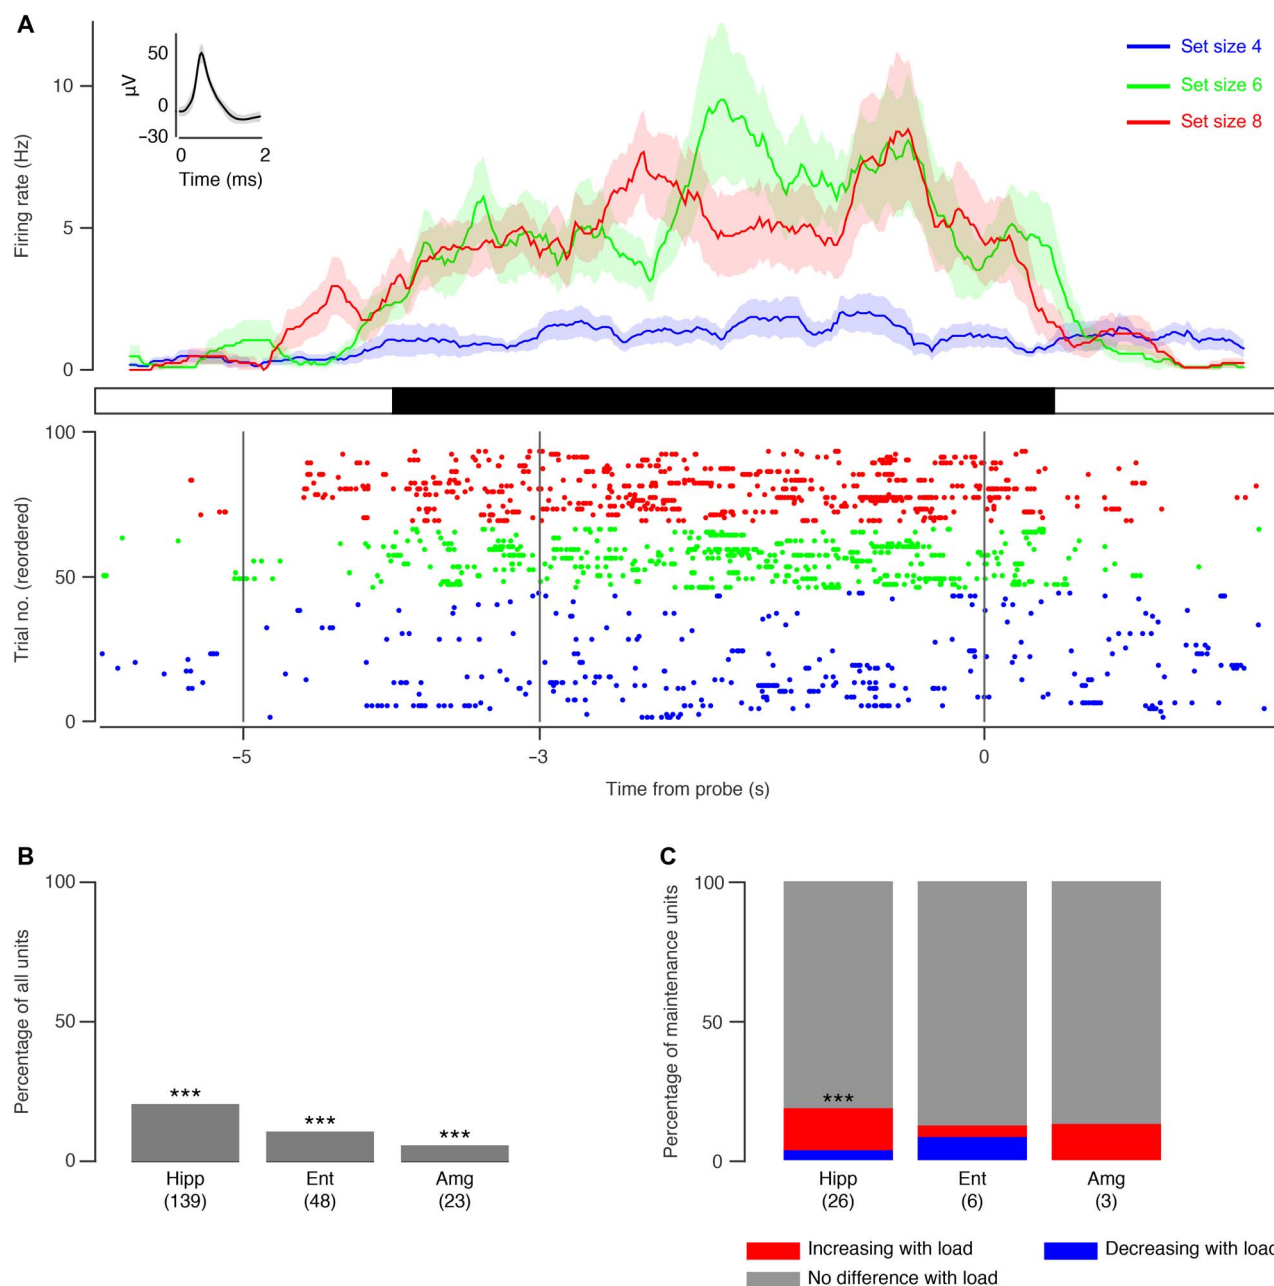 A
Set size 4
Set size 6
Set size 8
50
0
−30
µV
0 2
Time (ms)
10
5
0
Firing rate (Hz)
100
50
0
Trial no. (reordered)
−5 −3 0
Time from probe (s)
B
100
50
0
Percentage of all units
*** *** ***
Hipp Ent Amg
(139) (48) (23)
C
100
50
0
Percentage of maintenance units
***
Hipp Ent Amg
(26) (6) (3)
Increasing with load Decreasing with load
No difference with load